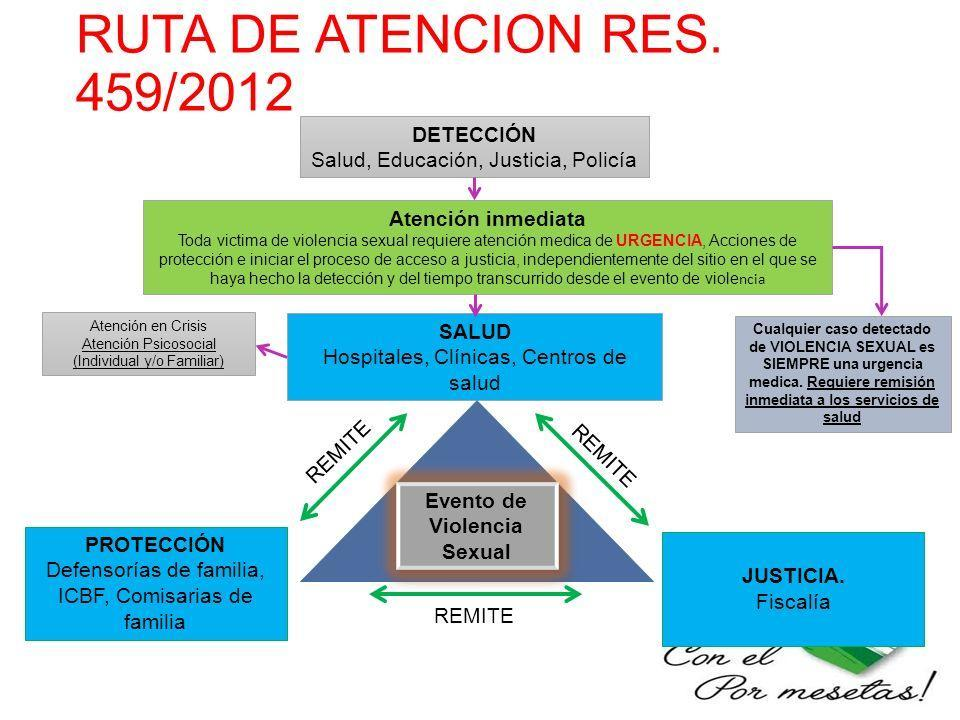 RUTA DE ATENCION RES.
459/2012
DETECCIÓN
Salud, Educación, Justicia, Policía
Atención inmediata
Toda victima de violencia sexual requiere atención medica de URGENCIA, Acciones de
protección e iniciar el proceso de acceso a justicia, independientemente del sitio en el que se
haya hecho la detección y del tiempo transcurrido desde el evento de violencia
Atención en Crisis
Atención Psicosocial
(Individual y/o Familiar)
SALUD
Hospitales, Clínicas, Centros de
salud
Cualquier caso detectado
de VIOLENCIA SEXUAL es
SIEMPRE una urgencia
medica. Requiere remisión
inmediata a los servicios de
salud
REMITE
REMITE
Evento de
Violencia
Sexual
PROTECCIÓN
Defensorías de familia,
ICBF, Comisarias de
familia
JUSTICIA.
Fiscalía
REMITE
Con el
Por mesetas!